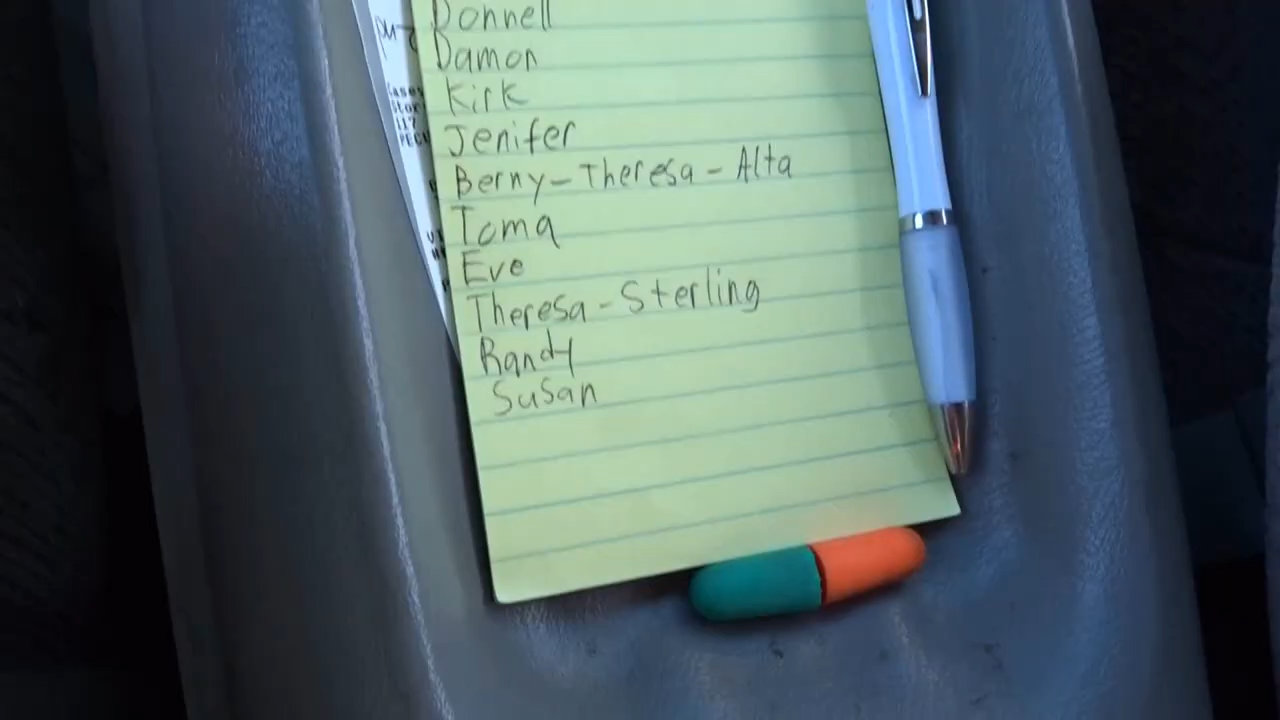 Donnell
Damon
Kirk
Jenifer
Berny-Theresa-Alta
Toma
Eve
Theresa-Sterling
Randy
Susan